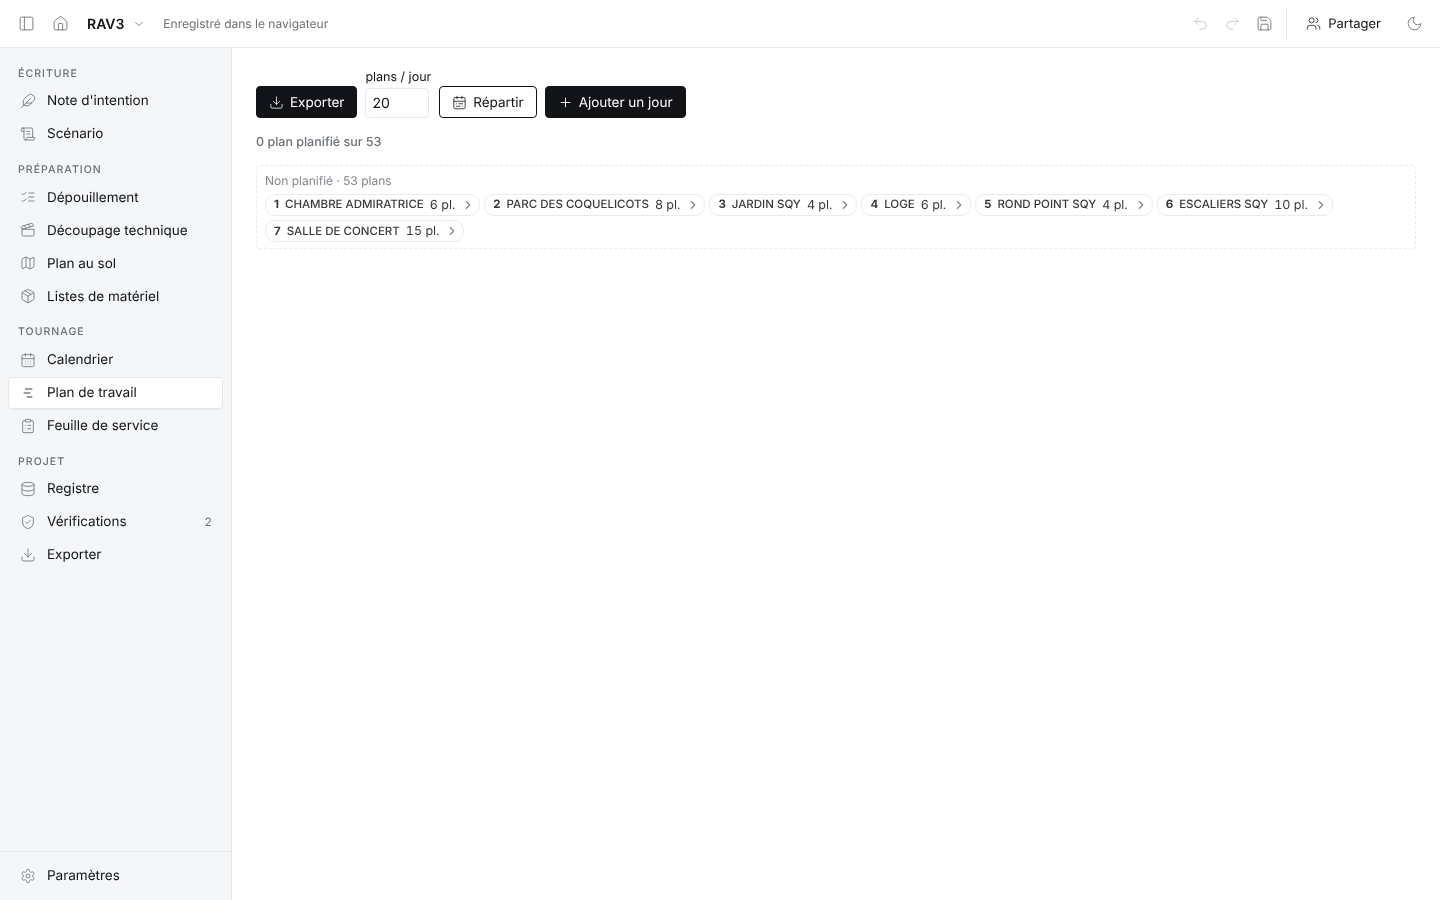 RAV3 Enregistré dans le navigateur Partager
ÉCRITURE
Note d'intention
Scénario
PRÉPARATION
Dépouillement
Découpage technique
Plan au sol
Listes de matériel
TOURNAGE
Calendrier
Plan de travail
Feuille de service
PROJET
Registre
Vérifications 2
Exporter
Paramètres
plans / jour
Exporter 20 Répartir Ajouter un jour
0 plan planifié sur 53
Non planifié · 53 plans
1 CHAMBRE ADMIRATRICE 6 pl. 2 PARC DES COQUELICOTS 8 pl. 3 JARDIN SQY 4 pl. 4 LOGE 6 pl. 5 ROND POINT SQY 4 pl. 6 ESCALIERS SQY 10 pl.
7 SALLE DE CONCERT 15 pl.